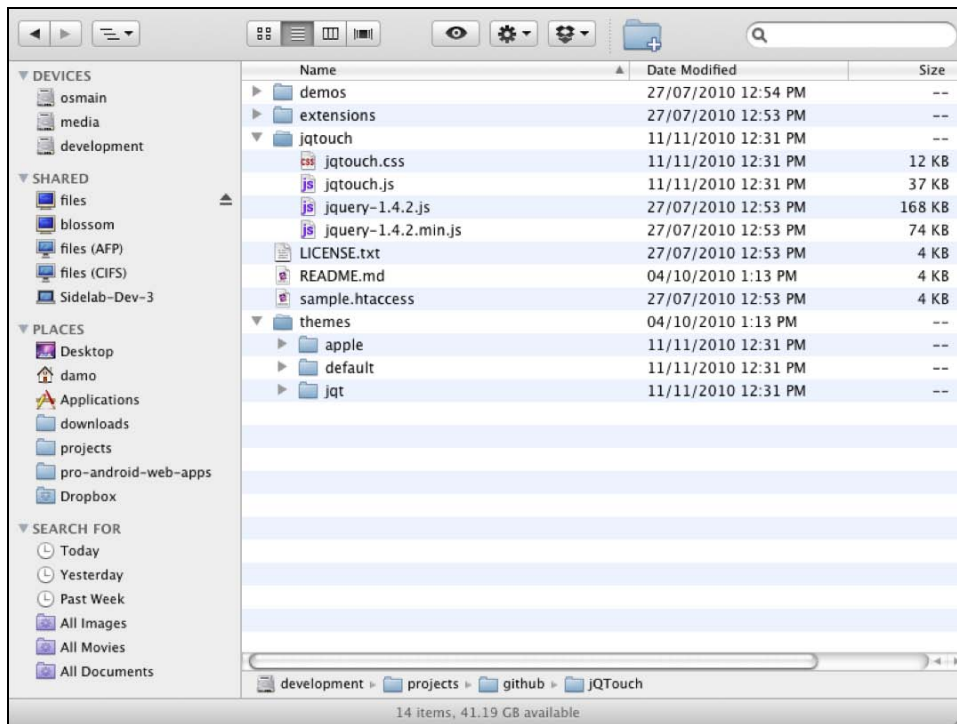 Name Date Modified Size
DEVICES
osmain
media
development
SHARED
files
blossom
files (AFP)
files (CIFS)
Sidelab-Dev-3
PLACES
Desktop
damo
Applications
downloads
projects
pro-android-web-apps
Dropbox
SEARCH FOR
Today
Yesterday
Past Week
All Images
All Movies
All Documents
demos 27/07/2010 12:54 PM --
extensions 27/07/2010 12:53 PM --
jqtouch 11/11/2010 12:31 PM --
css jqtouch.css 11/11/2010 12:31 PM 12 KB
js jqtouch.js 11/11/2010 12:31 PM 37 KB
js jquery-1.4.2.js 27/07/2010 12:53 PM 168 KB
js jquery-1.4.2.min.js 27/07/2010 12:53 PM 74 KB
LICENSE.txt 27/07/2010 12:53 PM 4 KB
README.md 04/10/2010 1:13 PM 4 KB
sample.htaccess 27/07/2010 12:53 PM 4 KB
themes 04/10/2010 1:13 PM --
apple 11/11/2010 12:31 PM --
default 11/11/2010 12:31 PM --
jqt 11/11/2010 12:31 PM --
development projects github jQTouch
14 items, 41.19 GB available